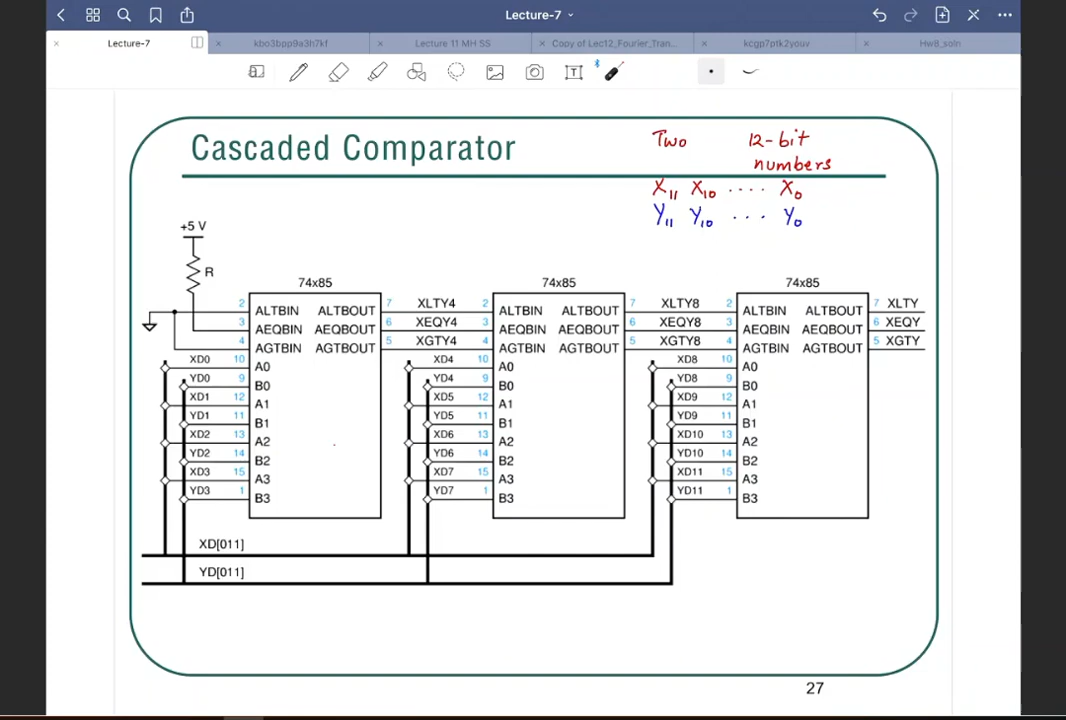 Lecture-7
Lecture-7
kbo3bpp9a3h7kf
Lecture 11 MH SS
Copy of Lec12_Fourier_Tran...
kcgp7ptk2youv
Hw8_soln
Cascaded Comparator
Two 12-bit
numbers
X11 X10 .... X0
Y11 Y10 ... Y0
+5 V
R
74x85 74x85 74x85
2 ALTBIN ALTBOUT 7 XLTY4 2 ALTBIN ALTBOUT 7 XLTY8 2 ALTBIN ALTBOUT 7 XLTY
3 AEQBIN AEQBOUT 6 XEQY4 3 AEQBIN AEQBOUT 6 XEQY8 3 AEQBIN AEQBOUT 6 XEQY
4 AGTBIN AGTBOUT 5 XGTY4 4 AGTBIN AGTBOUT 5 XGTY8 4 AGTBIN AGTBOUT 5 XGTY
XD0 10 A0 XD4 10 A0 XD8 10 A0
YD0 9 B0 YD4 9 B0 YD8 9 B0
XD1 12 A1 XD5 12 A1 XD9 12 A1
YD1 11 B1 YD5 11 B1 YD9 11 B1
XD2 13 A2 XD6 13 A2 XD10 13 A2
YD2 14 B2 YD6 14 B2 YD10 14 B2
XD3 15 A3 XD7 15 A3 XD11 15 A3
YD3 1 B3 YD7 1 B3 YD11 1 B3
XD[011]
YD[011]
27